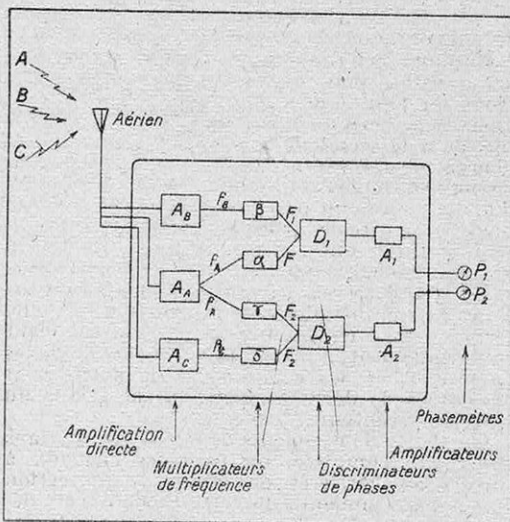 A
B
C
Aérien
A_B
f_B
β
F_1
D_1
A_1
P_1
f_A
α
F
A_A
f_A
γ
F_2
D_2
A_2
P_2
A_C
f_C
δ
F_2
Phasemètres
Amplification
directe
Multiplicateurs
de fréquence
Discriminateurs
de phases
Amplificateurs